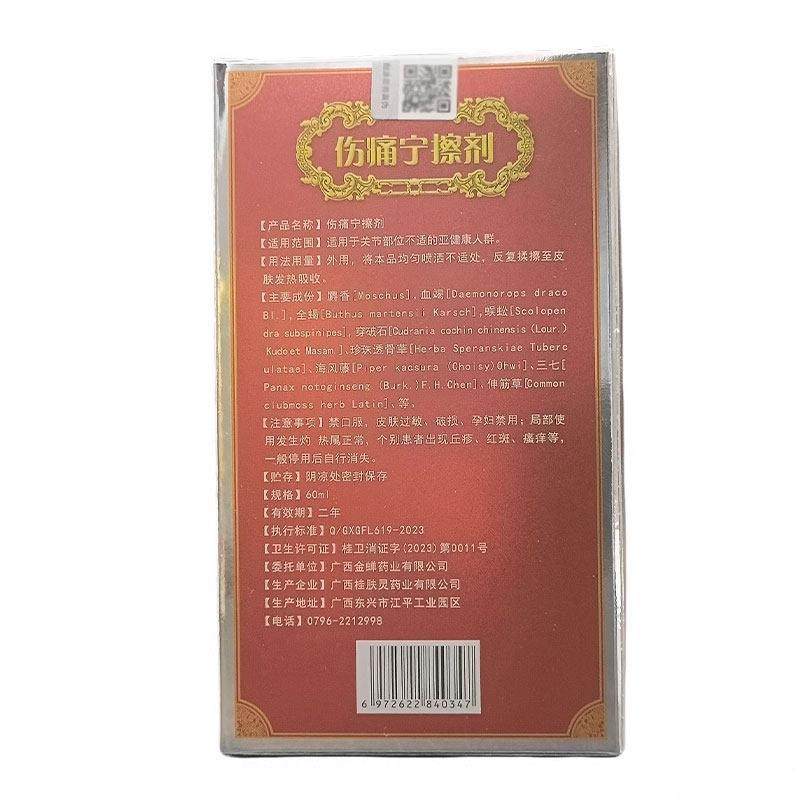 伤痛宁擦剂
【产品名称】伤痛宁擦剂
【适用范围】适用于关节部位不适的亚健康人群。
【用法用量】外用，将本品均匀喷洒不适处，反复揉擦至皮
肤发热吸收。
【主要成份】麝香[Moschus],血竭[Daemonorops draco
Bl.],全蝎[Buthus martensii Karsch],蜈蚣[Scolopen
dra subspinipes],穿破石[Cudrania cochin chinensis (Lour.)
Kudoet Masam]、珍珠透骨草[Herba Speranskiae Tuberc
ulatae]、海风藤[Piper kadsura (Choisy)Ohwi]、三七[
Panax notoginseng (Burk.)F.H.Chen]、伸筋草[Common
clubmoss herb Latin]、等。
【注意事项】禁口服，皮肤过敏、破损、孕妇禁用；局部使
用发生灼 热属正常，个别患者出现丘疹、红斑、瘙痒等，
一般停用后自行消失。
【贮存】阴凉处密封保存
【规格】60ml
【有效期】二年
【执行标准】Q/GXGFL619-2023
【卫生许可证】桂卫消证字(2023)第0011号
【委托单位】广西金蝉药业有限公司
【生产企业】广西桂肤灵药业有限公司
【生产地址】广西东兴市江平工业园区
【电话】0796-2212998
6 972622 840347